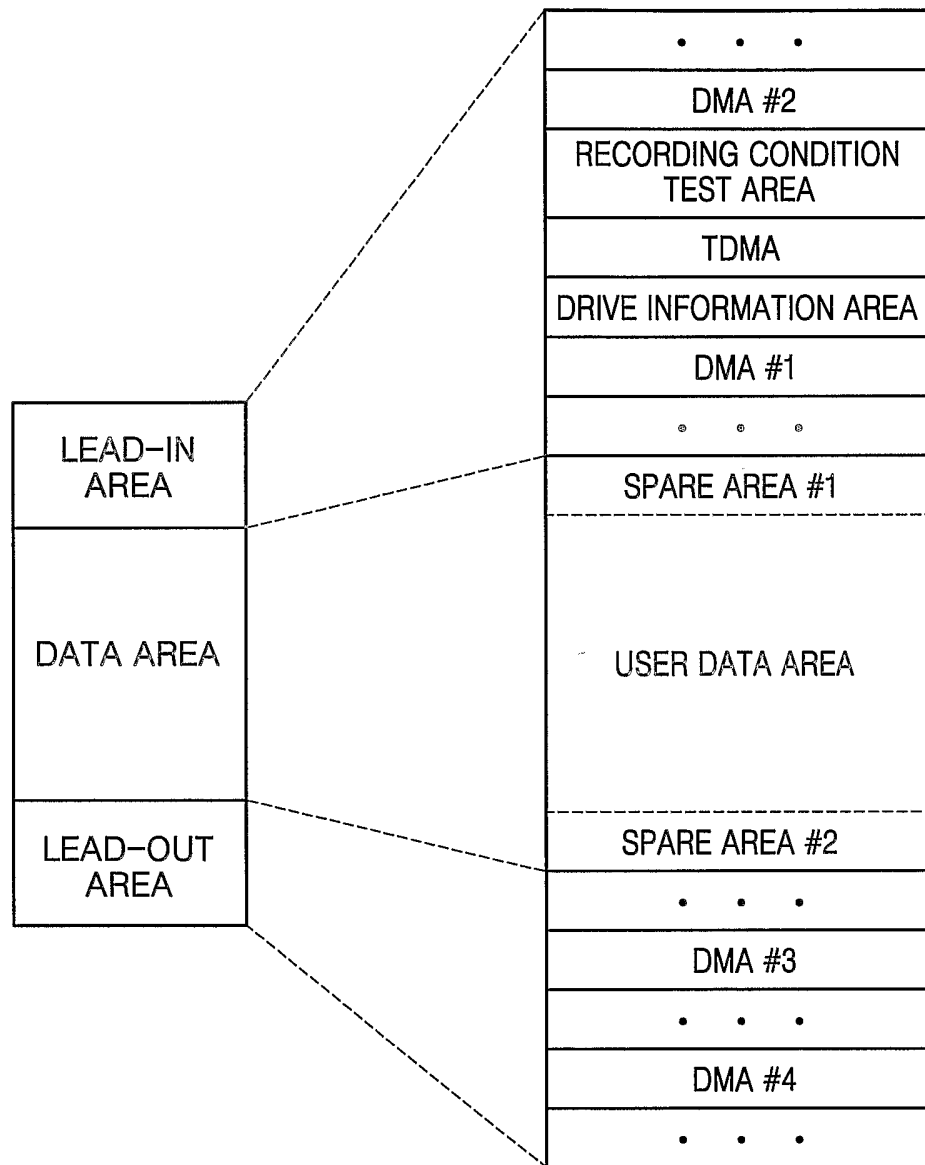 LEAD-IN
AREA
DATA AREA
LEAD-OUT
AREA
• • •
DMA #2
RECORDING CONDITION
TEST AREA
TDMA
DRIVE INFORMATION AREA
DMA #1
• • •
SPARE AREA #1
USER DATA AREA
SPARE AREA #2
• • •
DMA #3
• • •
DMA #4
• • •